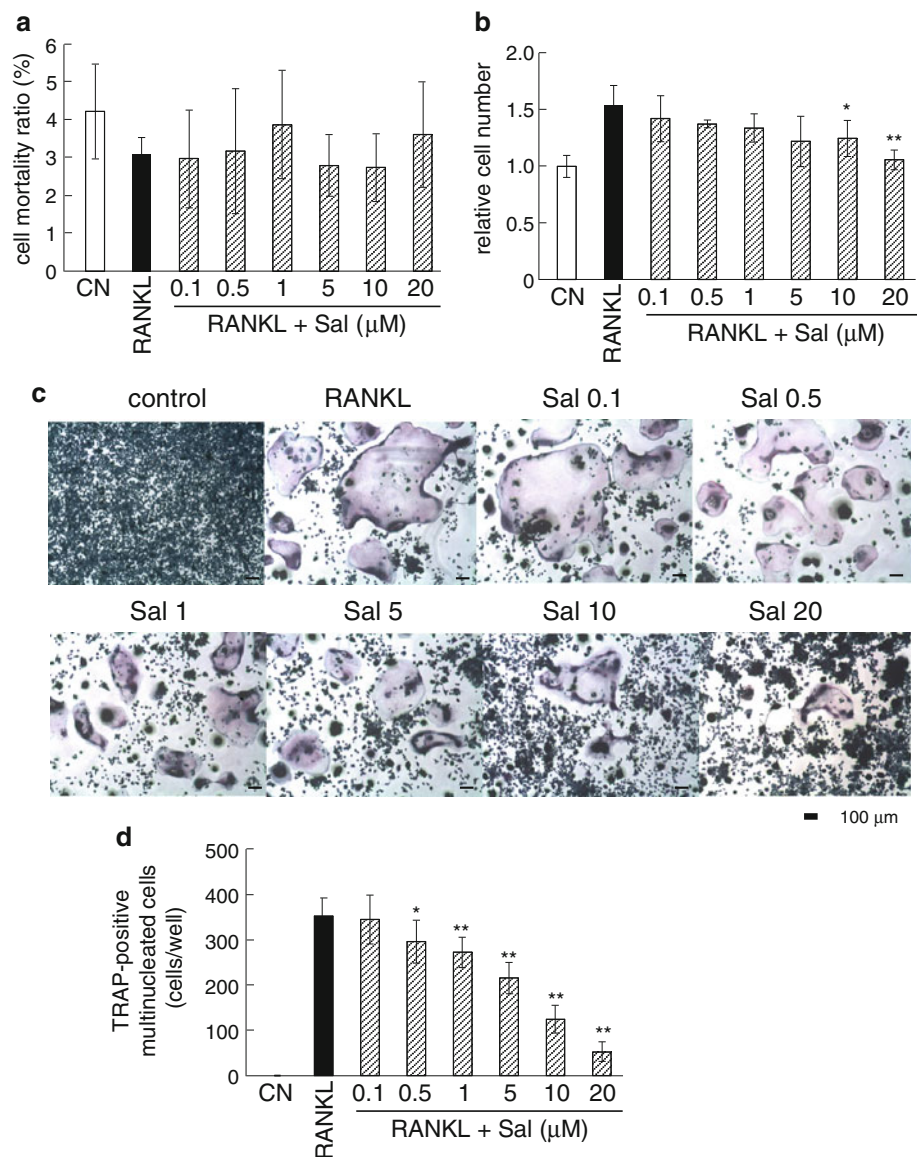 a
cell mortality ratio (%)
6
5
4
3
2
1
0
CN
RANKL
0.1 0.5 1 5 10 20
RANKL + Sal (μM)
b
relative cell number
2.0
1.5
1.0
0.5
0
*
**
CN
RANKL
0.1 0.5 1 5 10 20
RANKL + Sal (μM)
c
control RANKL Sal 0.1 Sal 0.5
Sal 1 Sal 5 Sal 10 Sal 20
100 μm
d
TRAP-positive
multinucleated cells
(cells/well)
500
400
300
200
100
0
*
**
**
**
**
CN
RANKL
0.1 0.5 1 5 10 20
RANKL + Sal (μM)